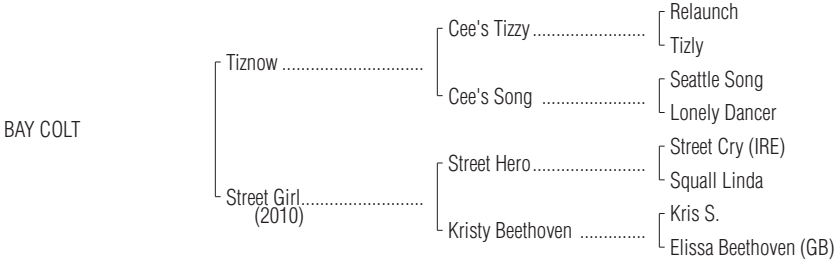 Relaunch
Cee's Tizzy ........................
Tizly
Tiznow .............................
Seattle Song
Cee's Song ......................
Lonely Dancer
BAY COLT
Street Cry (IRE)
Street Hero........................
Squall Linda
Street Girl..........................
(2010)
Kris S.
Kristy Beethoven ..............
Elissa Beethoven (GB)